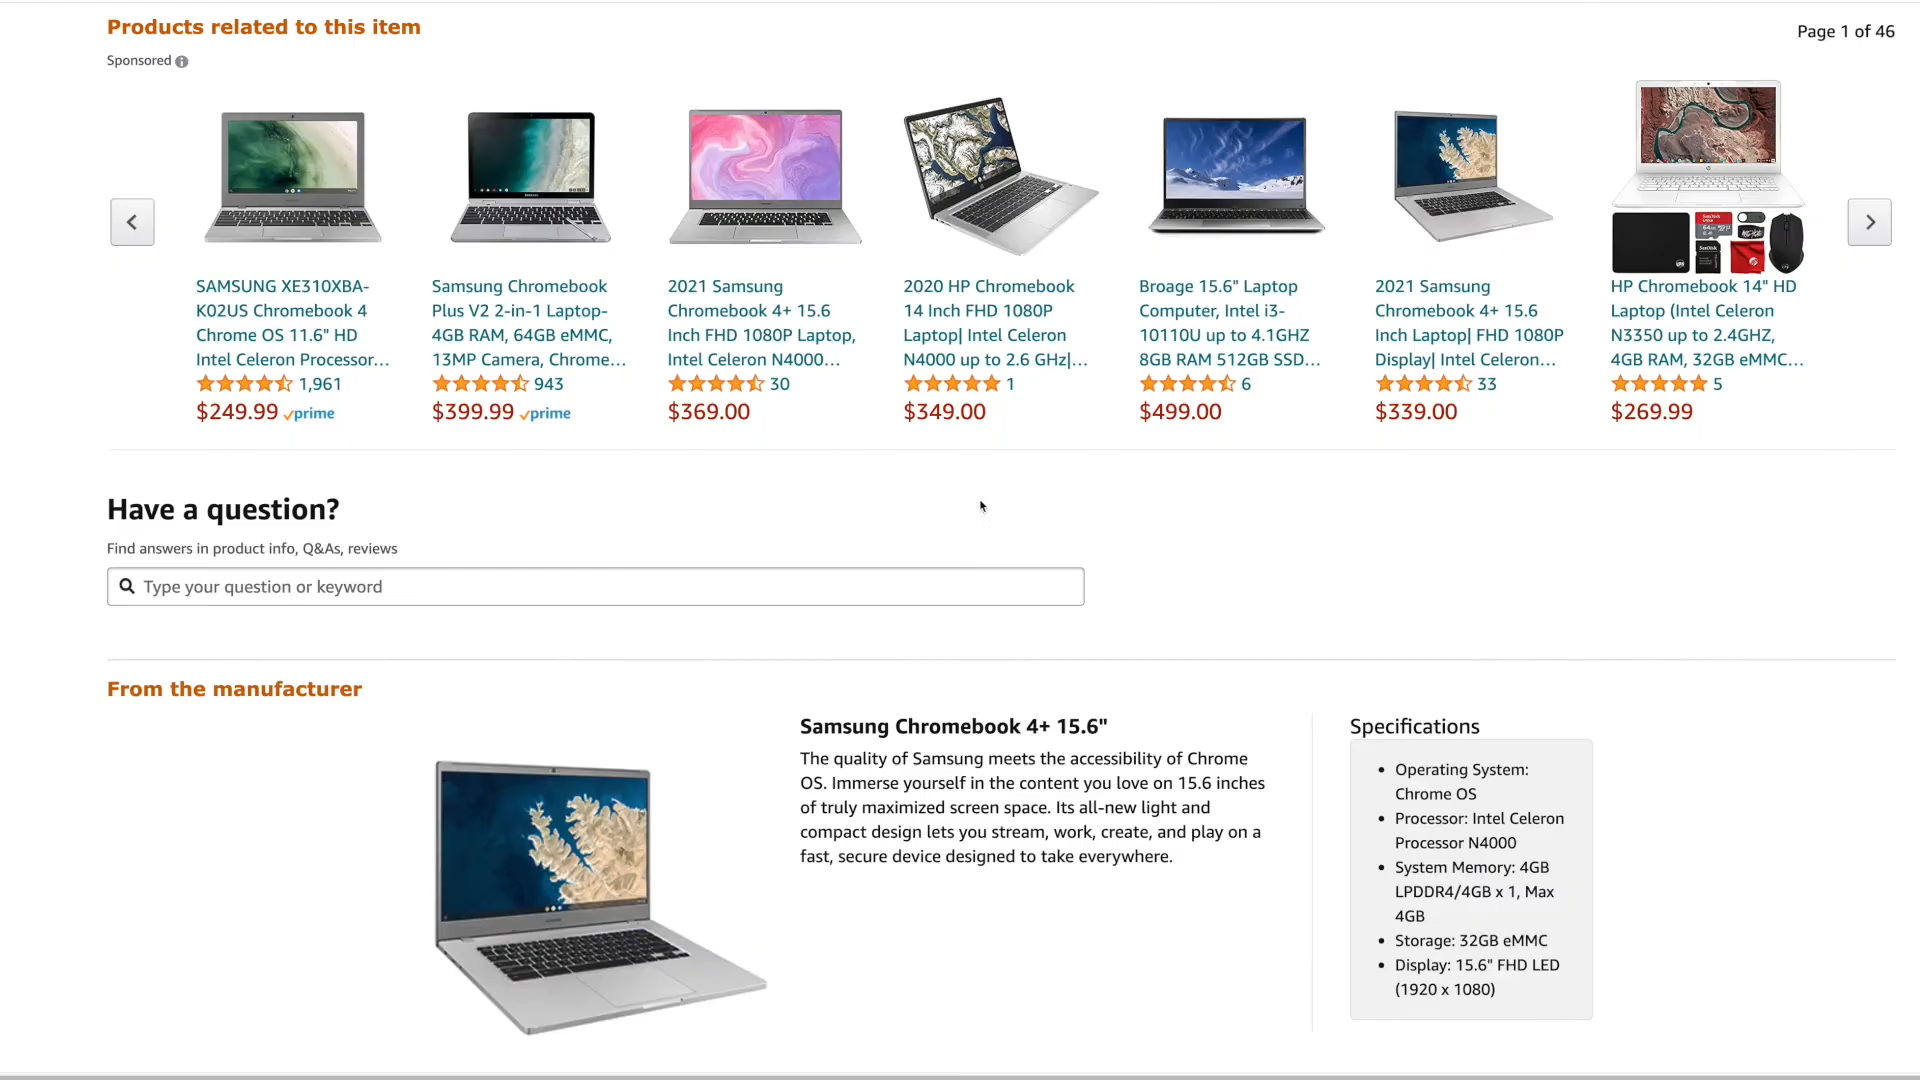 Products related to this item
Page 1 of 46
Sponsored
SAMSUNG XE310XBA-
K02US Chromebook 4
Chrome OS 11.6" HD
Intel Celeron Processor...
1,961
$249.99 prime
Samsung Chromebook
Plus V2 2-in-1 Laptop-
4GB RAM, 64GB eMMC,
13MP Camera, Chrome...
943
$399.99 prime
2021 Samsung
Chromebook 4+ 15.6
Inch FHD 1080P Laptop,
Intel Celeron N4000...
30
$369.00
2020 HP Chromebook
14 Inch FHD 1080P
Laptop| Intel Celeron
N4000 up to 2.6 GHz|...
1
$349.00
Broage 15.6" Laptop
Computer, Intel i3-
10110U up to 4.1GHZ
8GB RAM 512GB SSD...
6
$499.00
2021 Samsung
Chromebook 4+ 15.6
Inch Laptop| FHD 1080P
Display| Intel Celeron...
33
$339.00
HP Chromebook 14" HD
Laptop (Intel Celeron
N3350 up to 2.4GHZ,
4GB RAM, 32GB eMMC...
5
$269.99
Have a question?
Find answers in product info, Q&As, reviews
Type your question or keyword
From the manufacturer
Samsung Chromebook 4+ 15.6"
The quality of Samsung meets the accessibility of Chrome
OS. Immerse yourself in the content you love on 15.6 inches
of truly maximized screen space. Its all-new light and
compact design lets you stream, work, create, and play on a
fast, secure device designed to take everywhere.
Specifications
• Operating System:
Chrome OS
• Processor: Intel Celeron
Processor N4000
• System Memory: 4GB
LPDDR4/4GB x 1, Max
4GB
• Storage: 32GB eMMC
• Display: 15.6" FHD LED
(1920 x 1080)